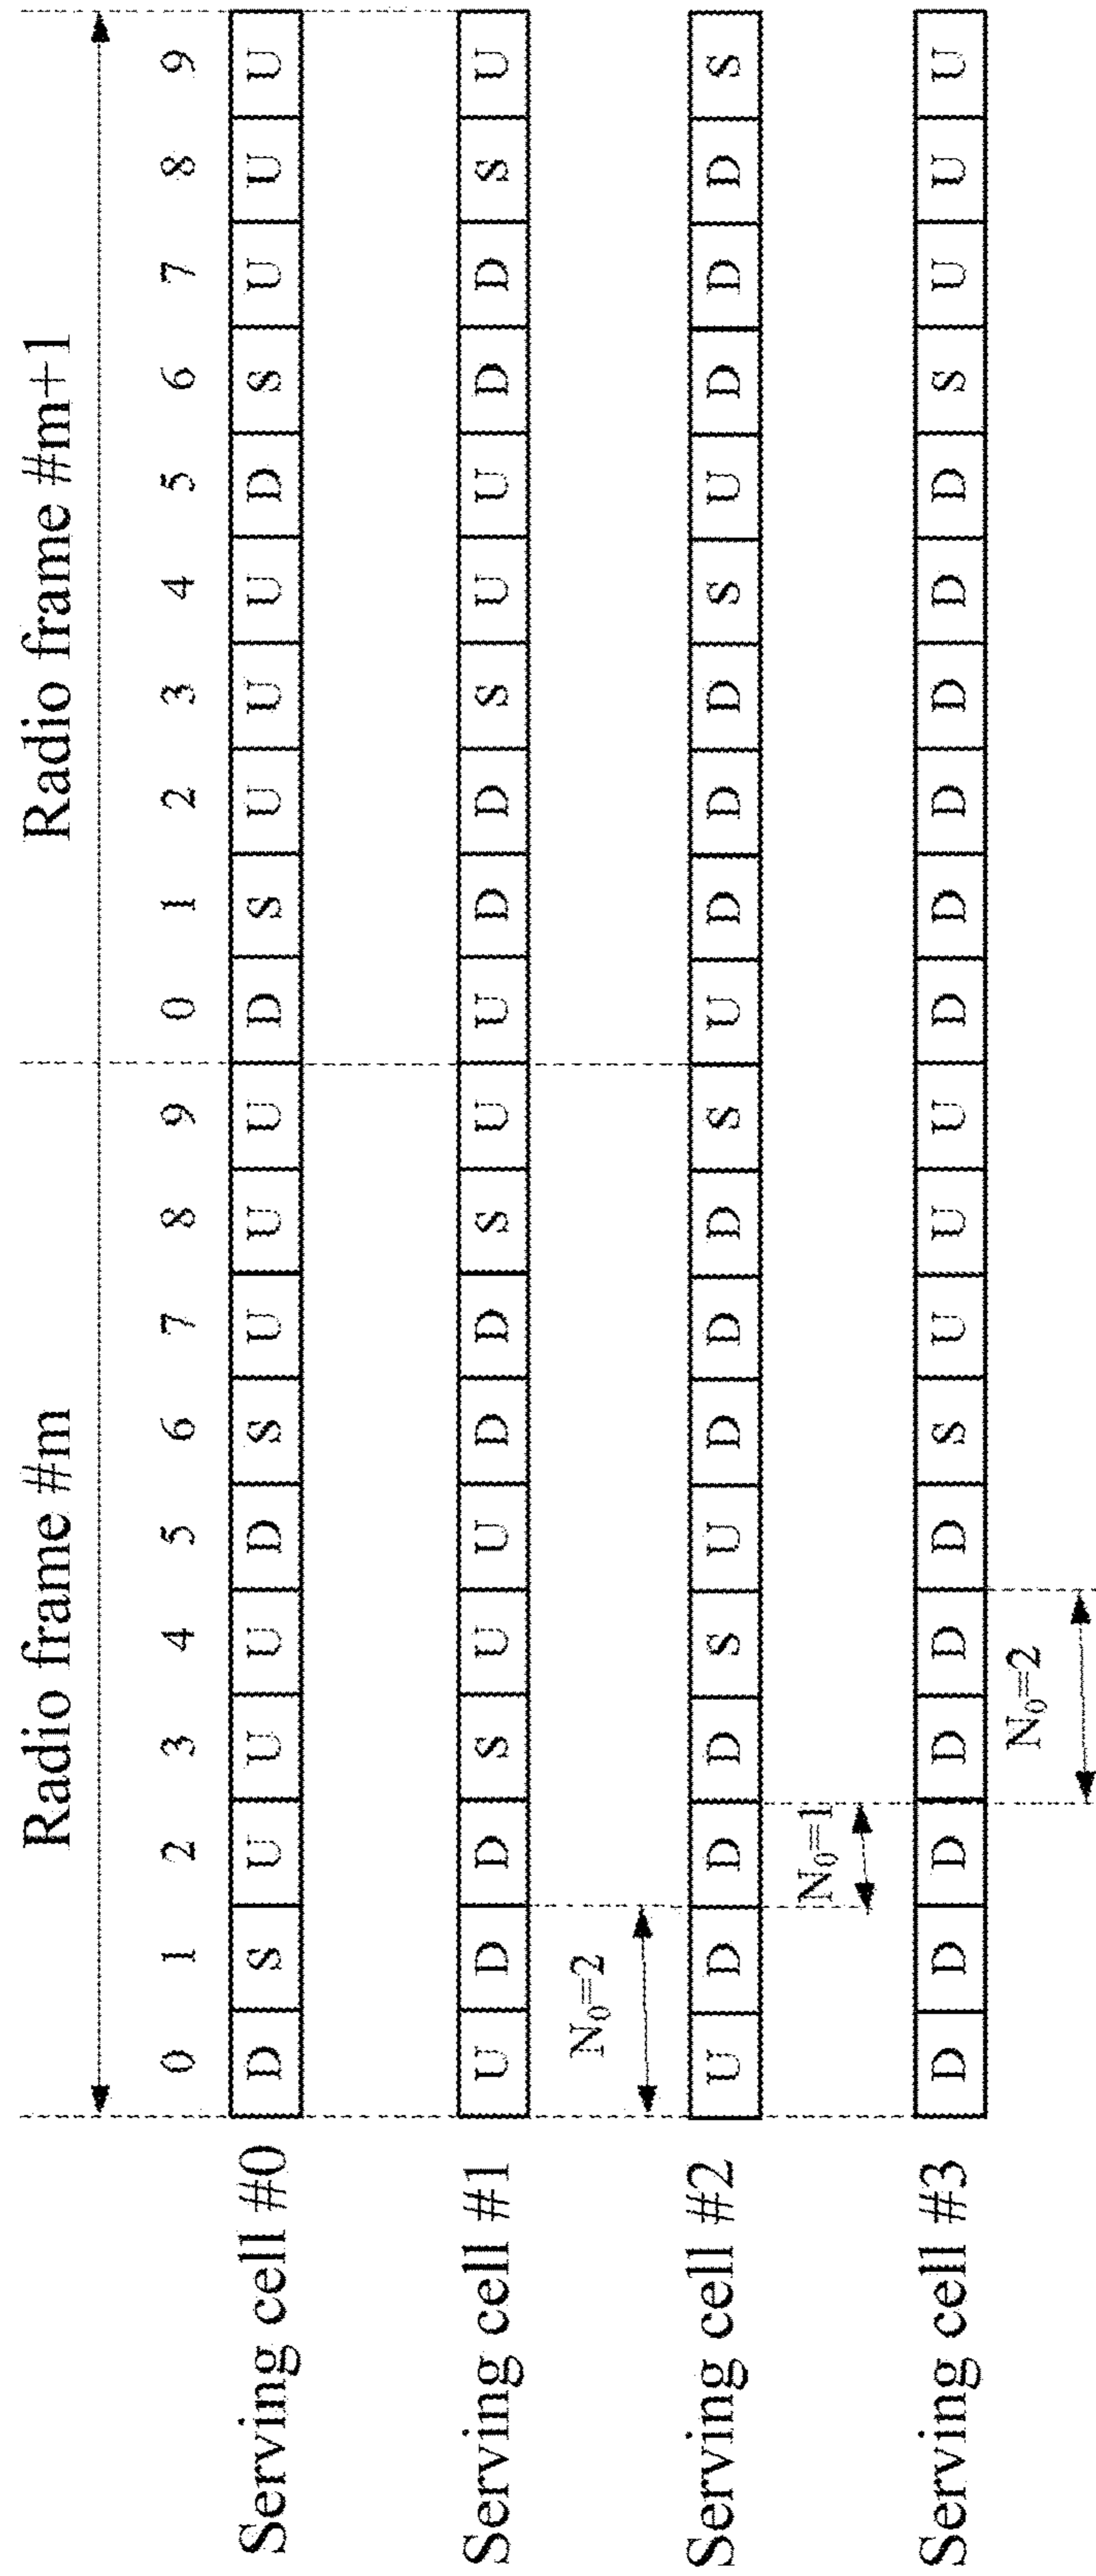 Radio frame #m Radio frame #m+1
0 1 2 3 4 5 6 7 8 9 0 1 2 3 4 5 6 7 8 9
Serving cell #0 D S U U U D S U U U D S U U U D S U U U
Serving cell #1 U D D S U U D D S U U D D S U U D D S U
N₀=2
Serving cell #2 U D D D S U D D D S U D D D S U D D D S
N₀=1
Serving cell #3 D D D D D D S U U U D D D D D D S U U U
N₀=2